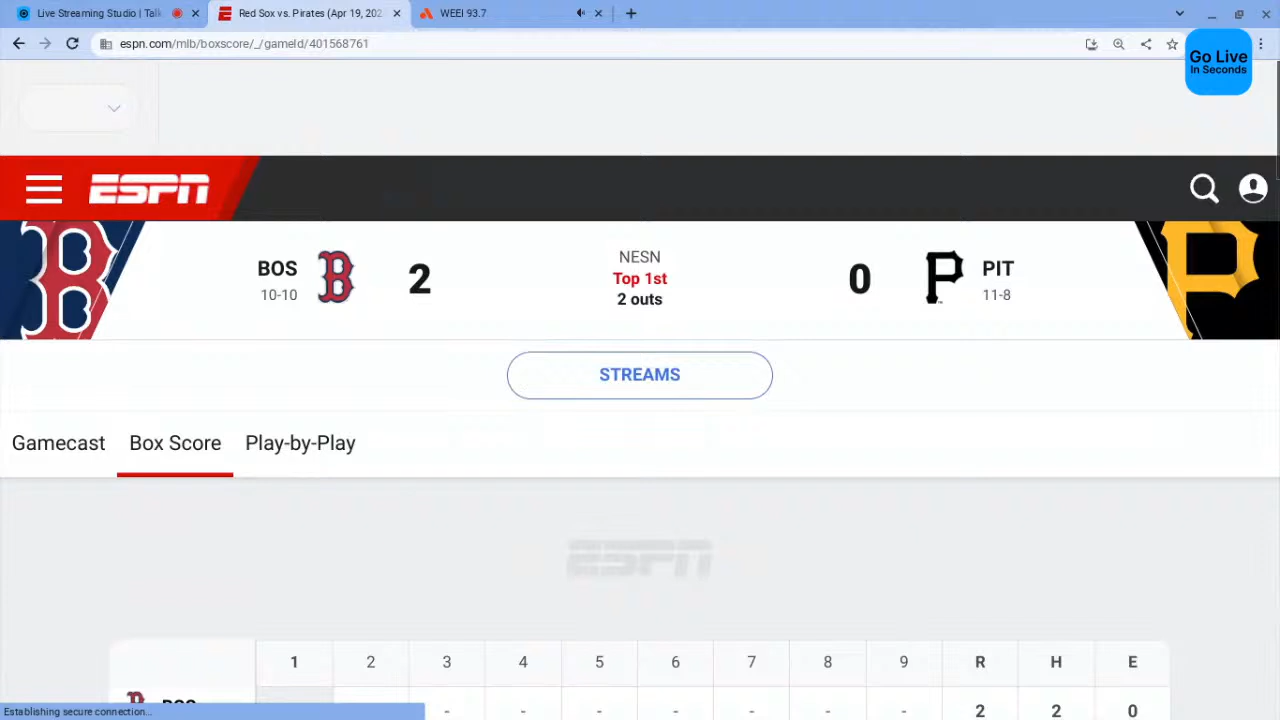 Live Streaming Studio | Talk
Red Sox vs. Pirates (Apr 19, 202
WEEI 93.7
espn.com/mlb/boxscore/_/gameId/401568761
Go Live
In Seconds
ESPN
BOS
10-10
B
2
NESN
Top 1st
2 outs
0
P
PIT
11-8
STREAMS
Gamecast Box Score Play-by-Play
ESPN
1 2 3 4 5 6 7 8 9 R H E
BOS - - - - - - - 2 2 0
Establishing secure connection...